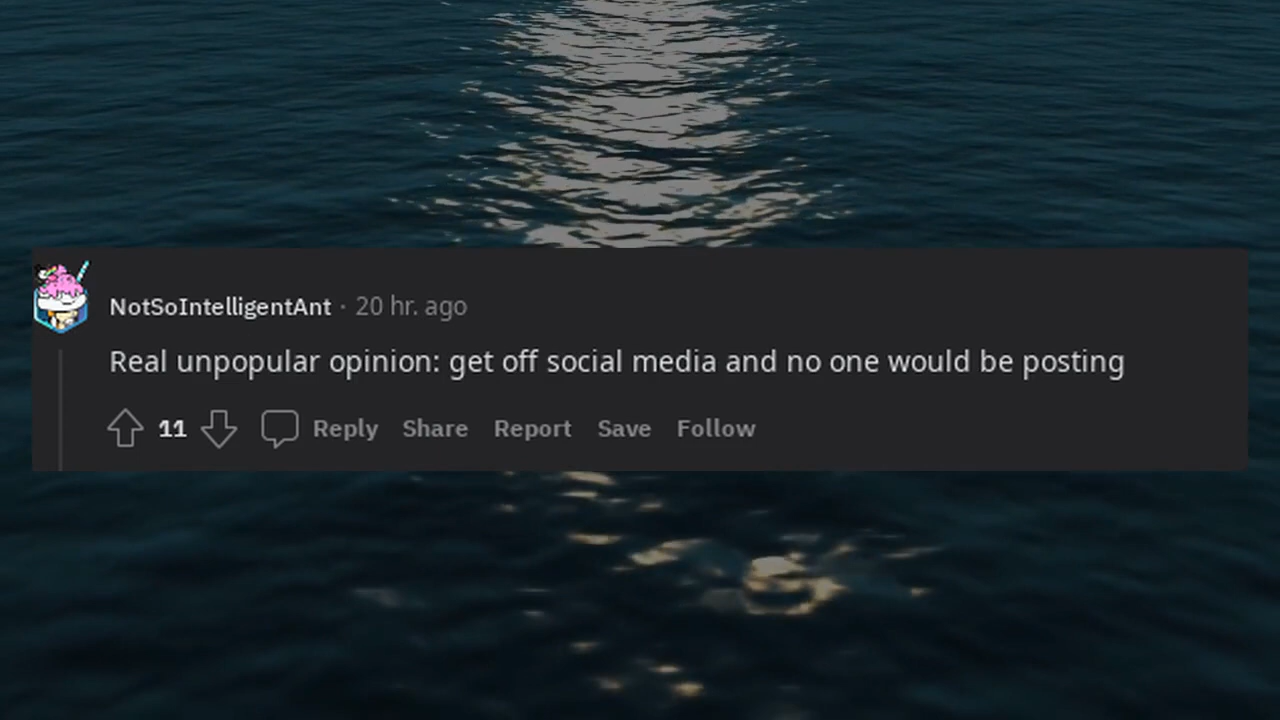 NotSoIntelligentAnt · 20 hr. ago
Real unpopular opinion: get off social media and no one would be posting
11 Reply Share Report Save Follow